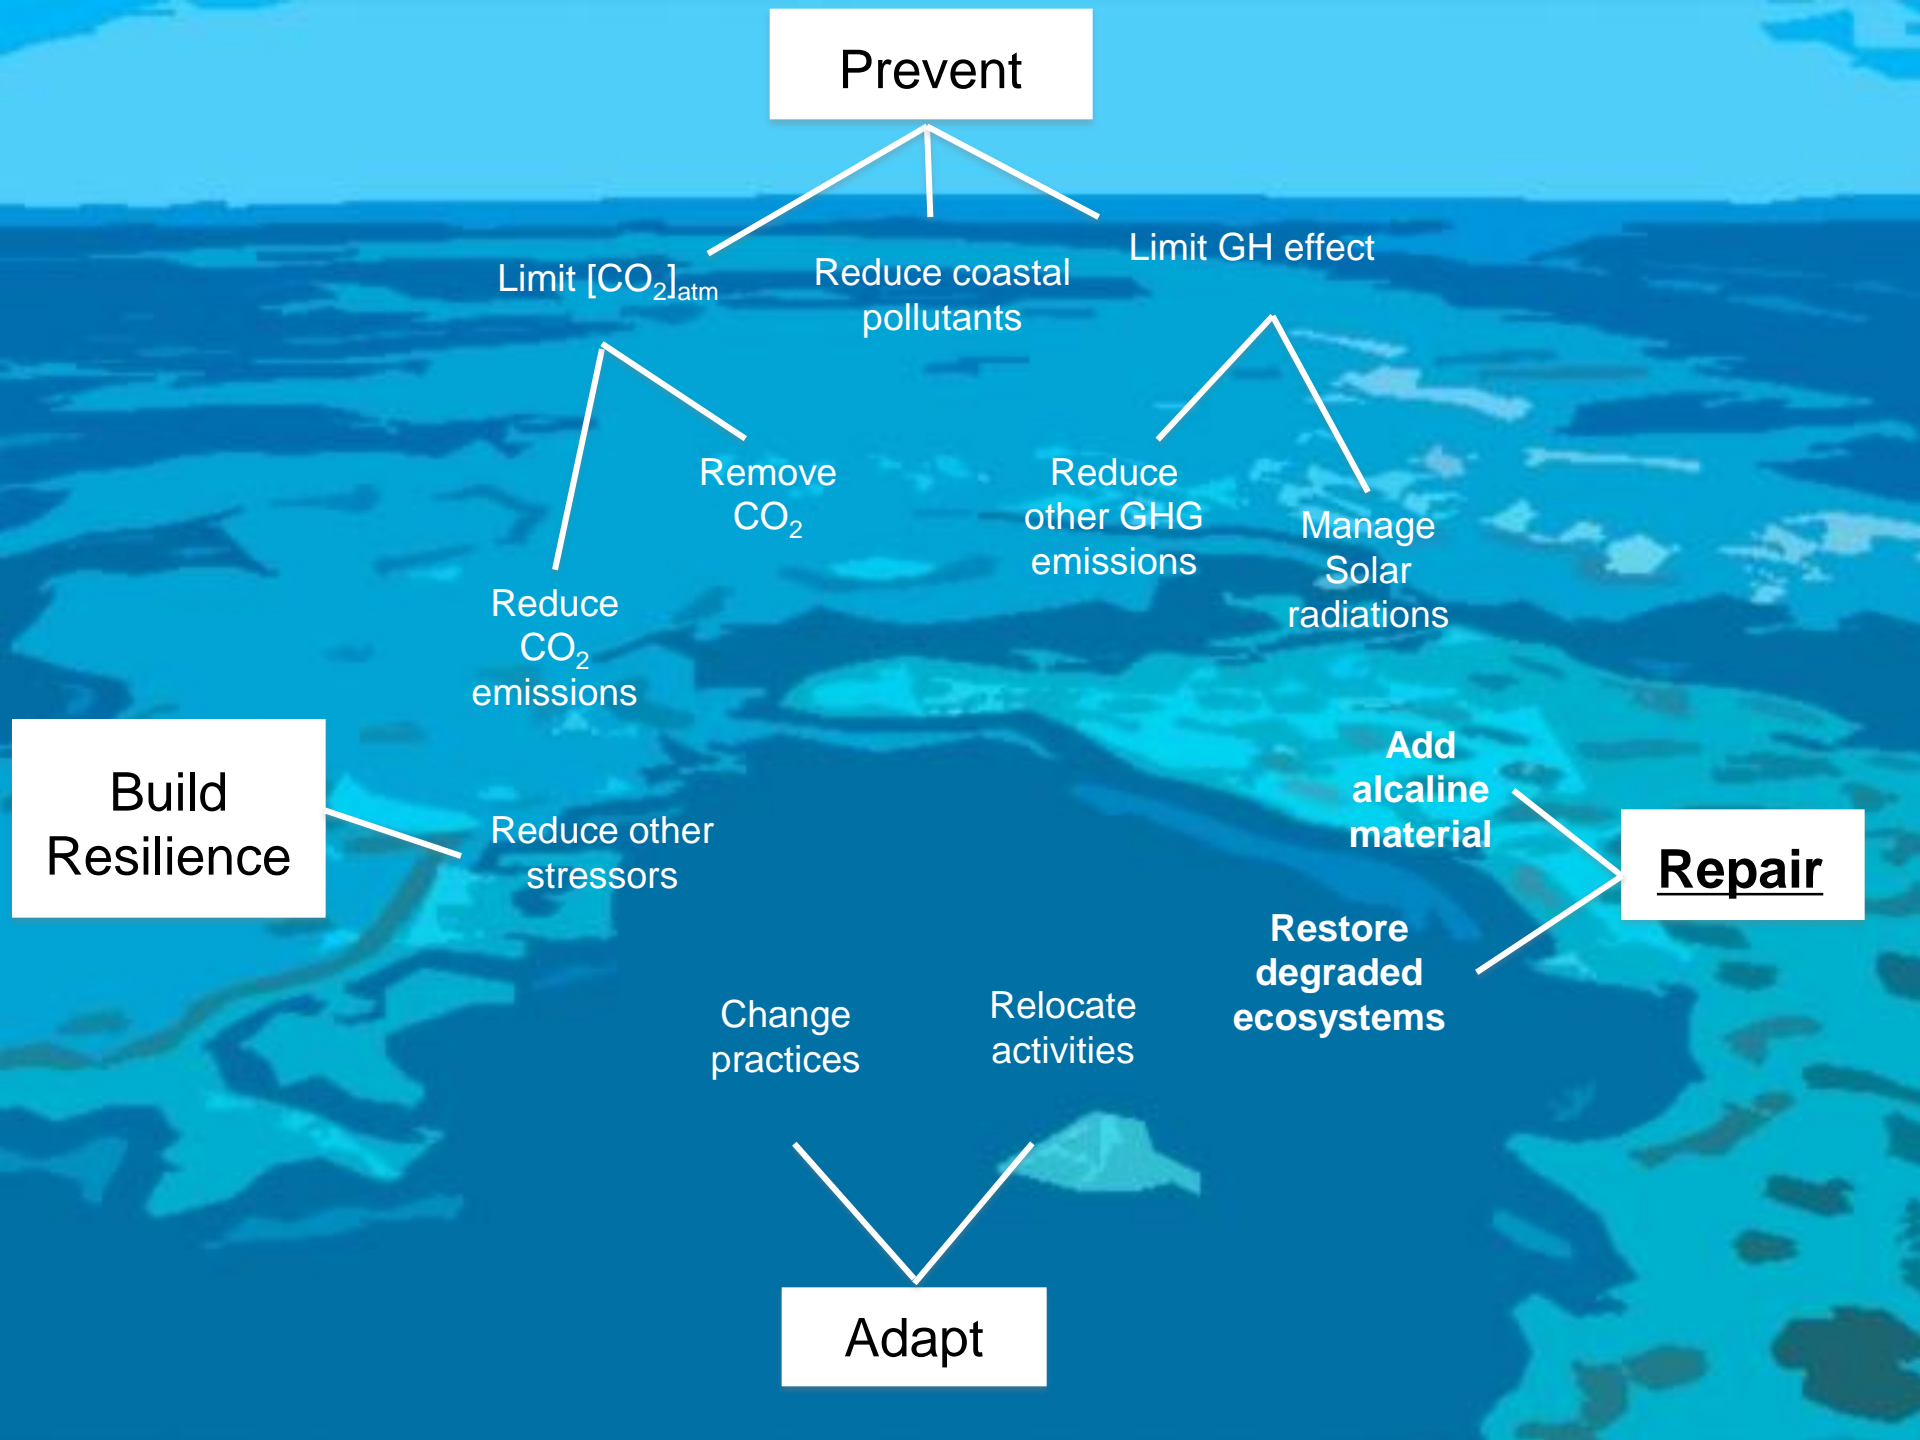 Prevent
Limit [CO₂]atm
Reduce coastal
pollutants
Limit GH effect
Remove
CO₂
Reduce
other GHG
emissions
Manage
Solar
radiations
Reduce
CO₂
emissions
Build
Resilience
Reduce other
stressors
Add
alcaline
material
Repair
Restore
degraded
ecosystems
Change
practices
Relocate
activities
Adapt